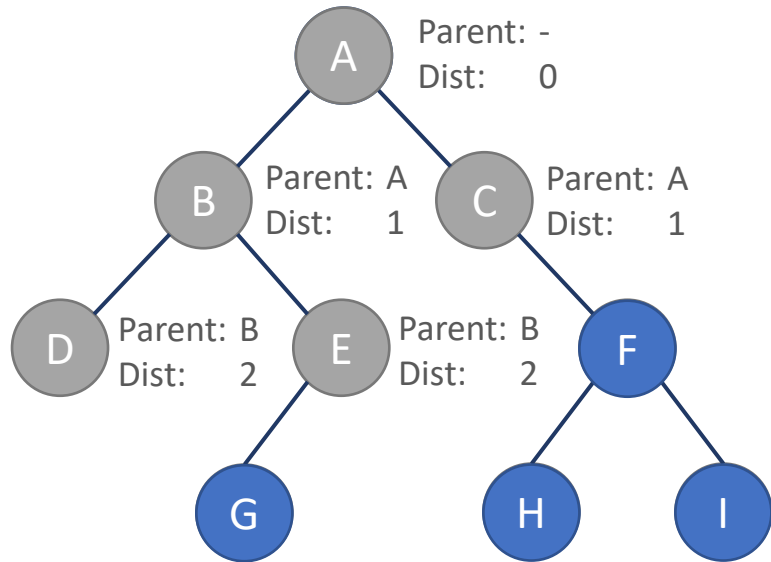 A
Parent: -
Dist: 0
B
Parent: A
Dist: 1
C
Parent: A
Dist: 1
D
Parent: B
Dist: 2
E
Parent: B
Dist: 2
F
G
H
I